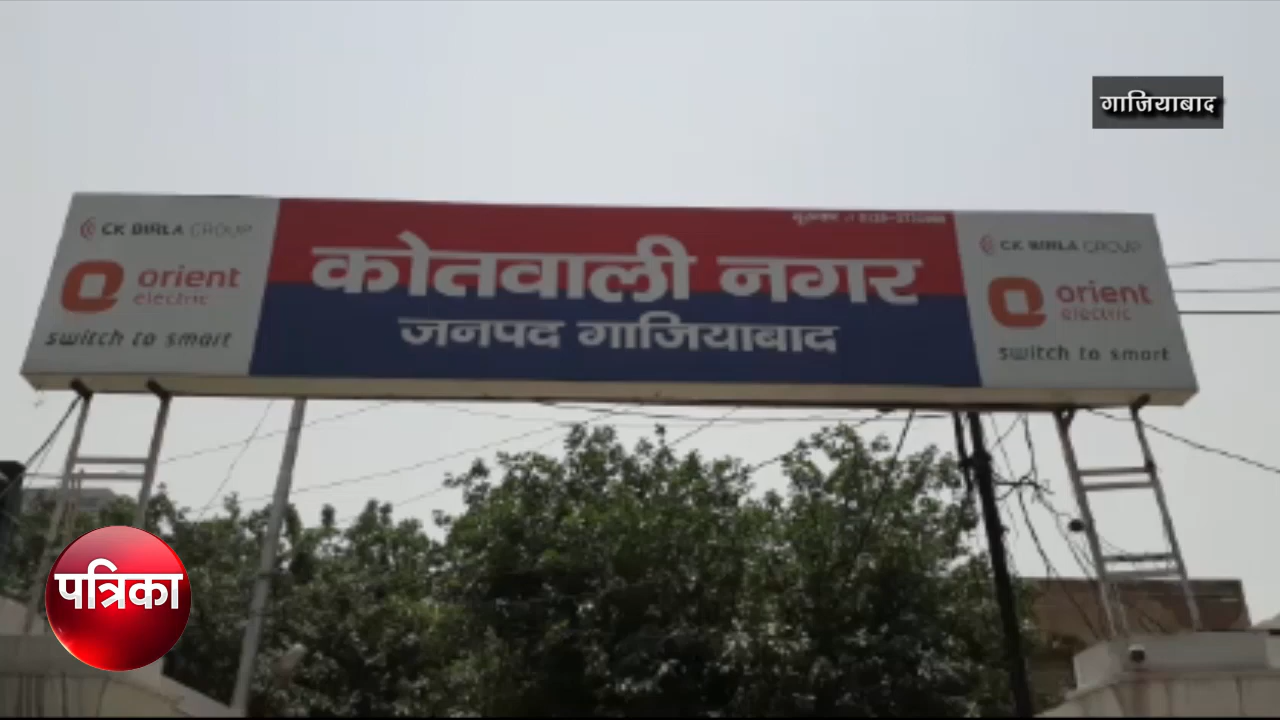 गाजियाबाद
CK BIRLA GROUP
orient
electric
switch to smart
कोतवाली नगर
जनपद गाजियाबाद
CK BIRLA GROUP
orient
electric
switch to smart
पत्रिका